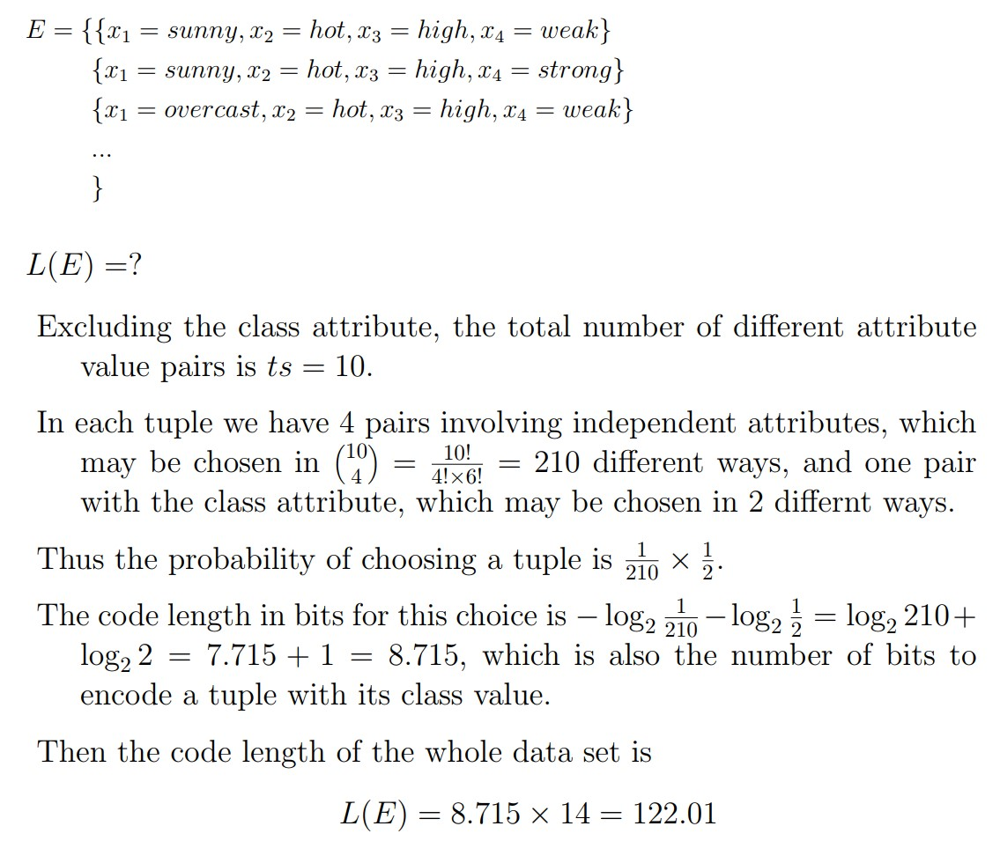 E = {{x₁ = sunny, x₂ = hot, x₃ = high, x₄ = weak}
{x₁ = sunny, x₂ = hot, x₃ = high, x₄ = strong}
{x₁ = overcast, x₂ = hot, x₃ = high, x₄ = weak}
...
}
L(E) =?
Excluding the class attribute, the total number of different attribute
value pairs is ts = 10.
In each tuple we have 4 pairs involving independent attributes, which
may be chosen in \binom{10}{4} = \frac{10!}{4!×6!} = 210 different ways, and one pair
with the class attribute, which may be chosen in 2 differnt ways.
Thus the probability of choosing a tuple is \frac{1}{210} × \frac{1}{2}.
The code length in bits for this choice is − log₂ \frac{1}{210} − log₂ \frac{1}{2} = log₂ 210+
log₂ 2 = 7.715 + 1 = 8.715, which is also the number of bits to
encode a tuple with its class value.
Then the code length of the whole data set is
L(E) = 8.715 × 14 = 122.01